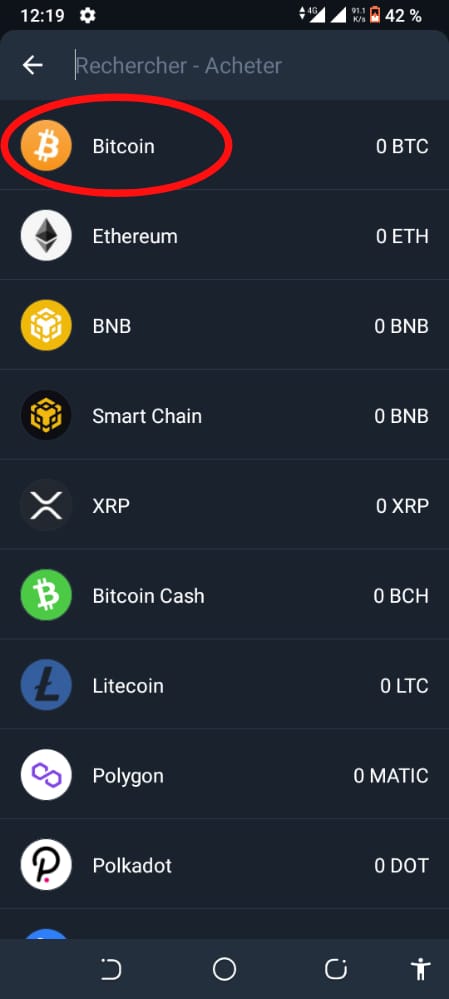 12:19 4G 91.1 K/s 42 %
Rechercher - Acheter
Bitcoin 0 BTC
Ethereum 0 ETH
BNB 0 BNB
Smart Chain 0 BNB
XRP 0 XRP
Bitcoin Cash 0 BCH
Litecoin 0 LTC
Polygon 0 MATIC
Polkadot 0 DOT